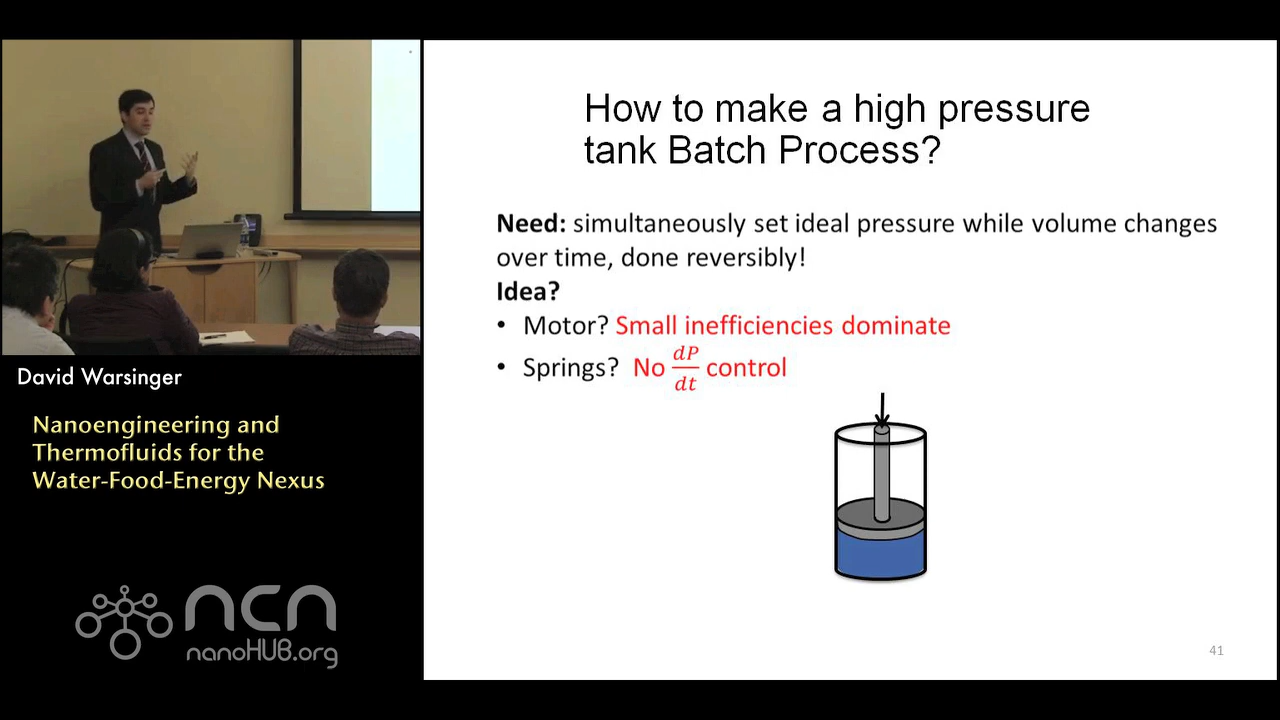 How to make a high pressure
tank Batch Process?
Need: simultaneously set ideal pressure while volume changes
over time, done reversibly!
Idea?
• Motor? Small inefficiencies dominate
• Springs? No dP/dt control
41
David Warsinger
Nanoengineering and
Thermofluids for the
Water-Food-Energy Nexus
ncn
nanoHUB.org